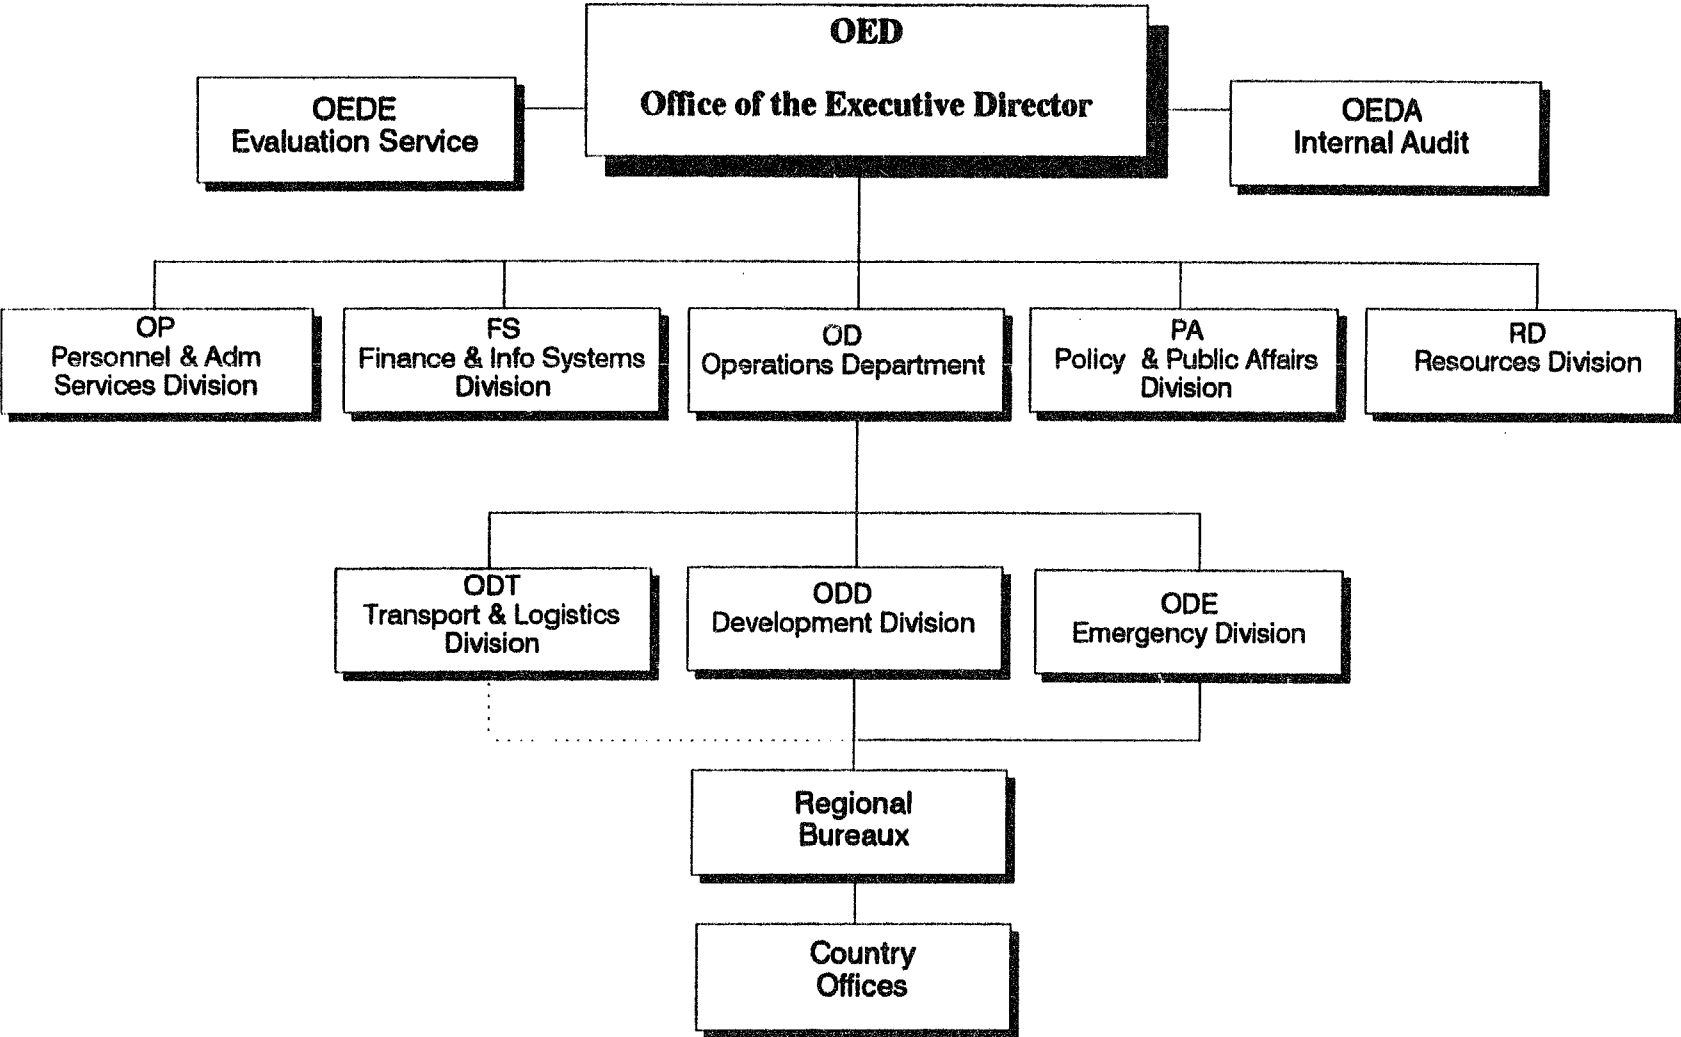 OED
Office of the Executive Director
OEDE
Evaluation Service
OEDA
Internal Audit
OP
Personnel & Adm
Services Division
FS
Finance & Info Systems
Division
OD
Operations Department
PA
Policy & Public Affairs
Division
RD
Resources Division
ODT
Transport & Logistics
Division
ODD
Development Division
ODE
Emergency Division
Regional
Bureaux
Country
Offices